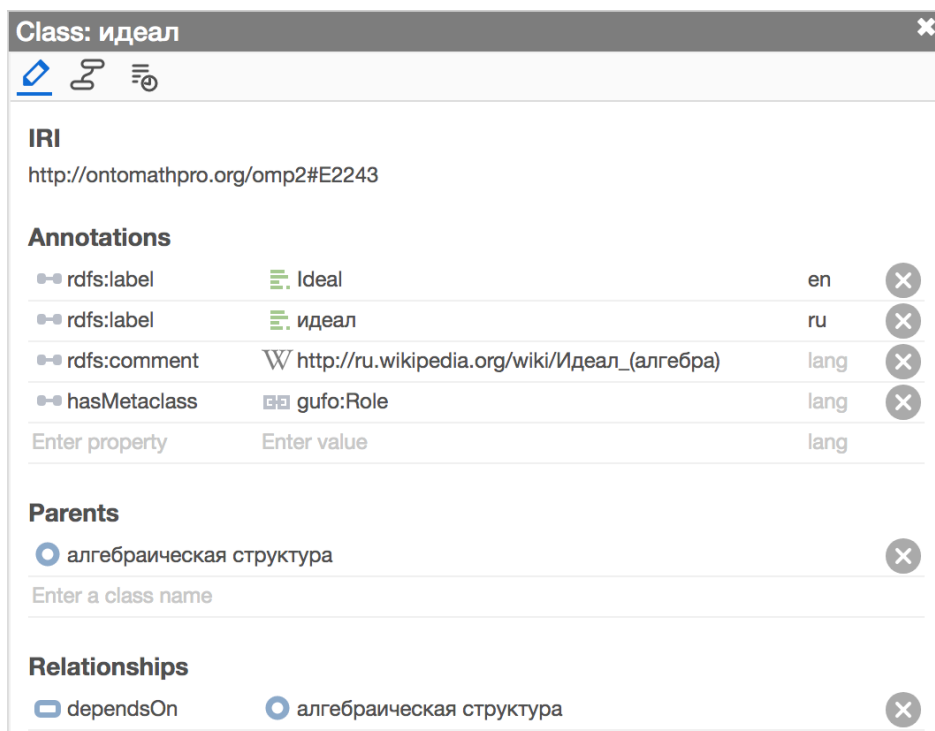 Class: идеал
IRI
http://ontomathpro.org/omp2#E2243
Annotations
rdfs:label Ideal en
rdfs:label идеал ru
rdfs:comment http://ru.wikipedia.org/wiki/Идеал_(алгебра) lang
hasMetaclass gufo:Role lang
Enter property Enter value lang
Parents
алгебраическая структура
Enter a class name
Relationships
dependsOn алгебраическая структура